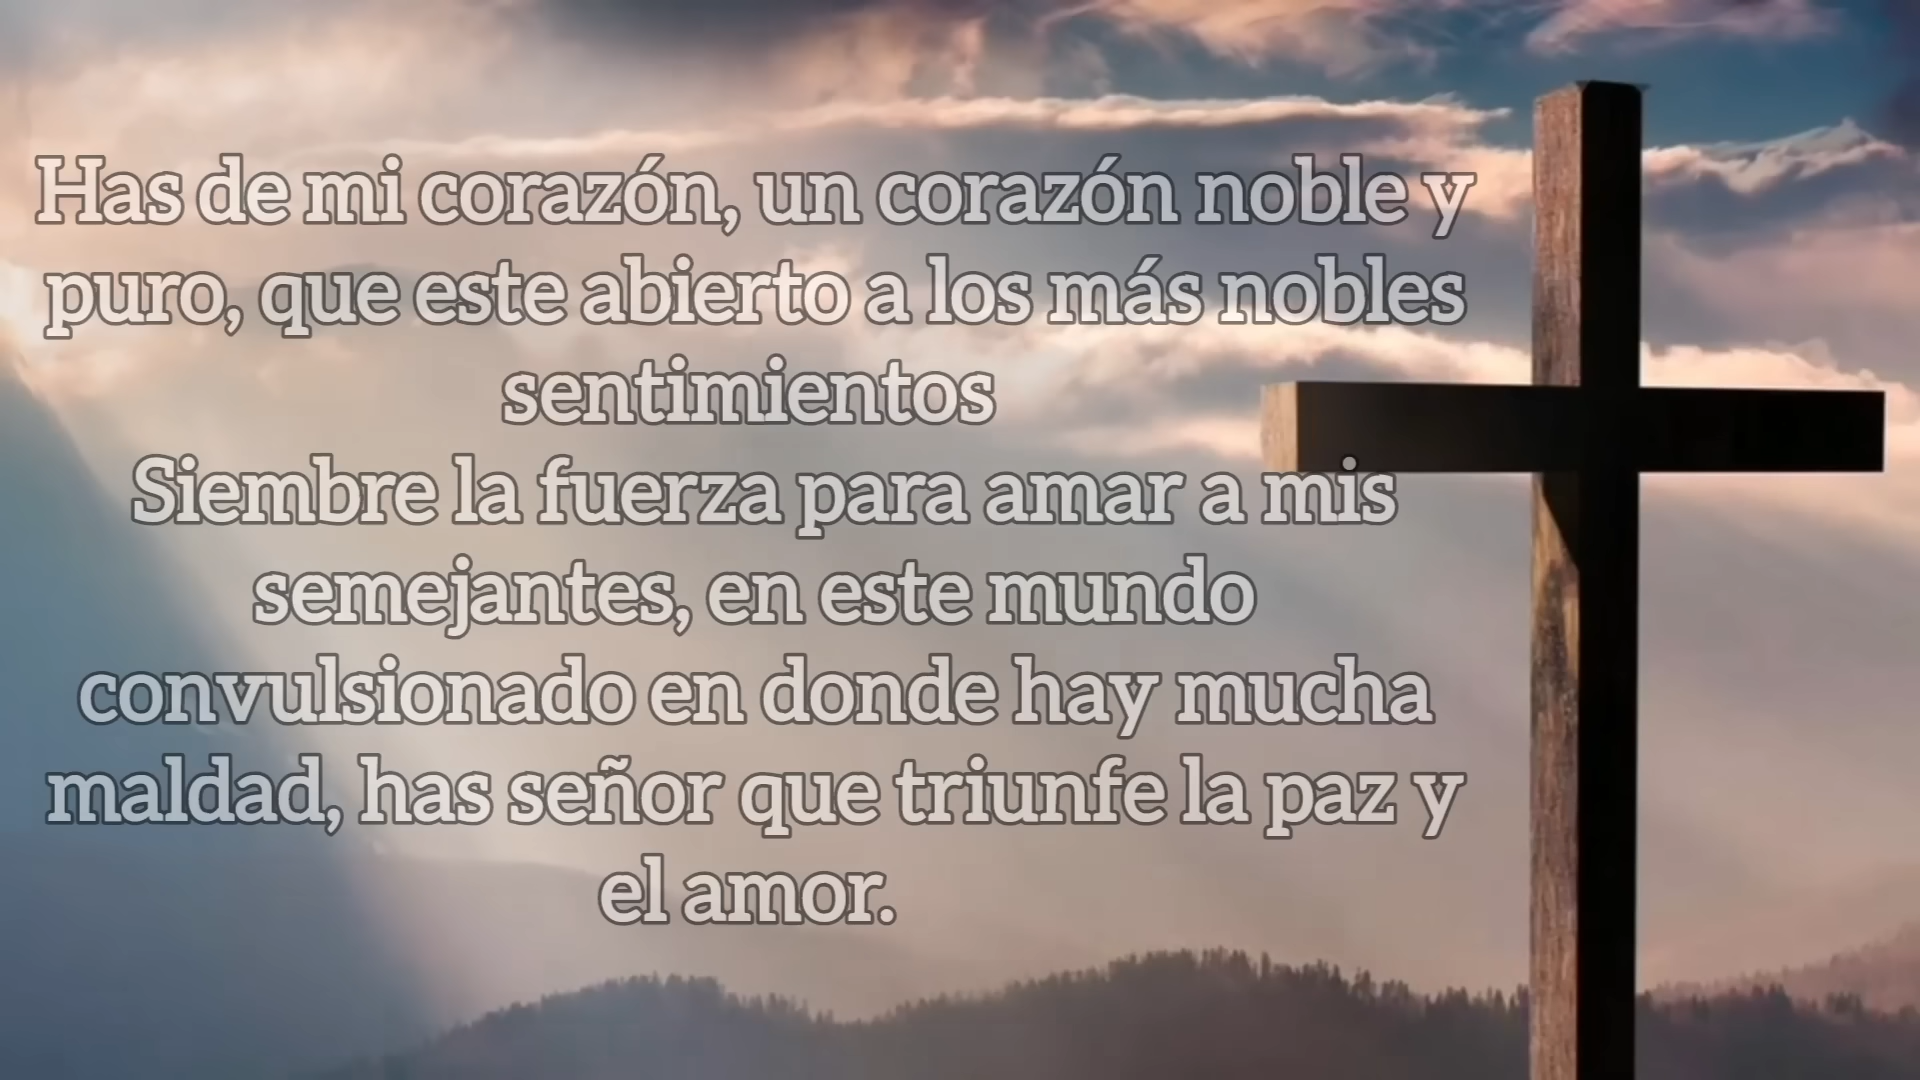 Has de mi corazón, un corazón noble y
puro, que este abierto a los más nobles
sentimientos
Siembre la fuerza para amar a mis
semejantes, en este mundo
convulsionado en donde hay mucha
maldad, has señor que triunfe la paz y
el amor.